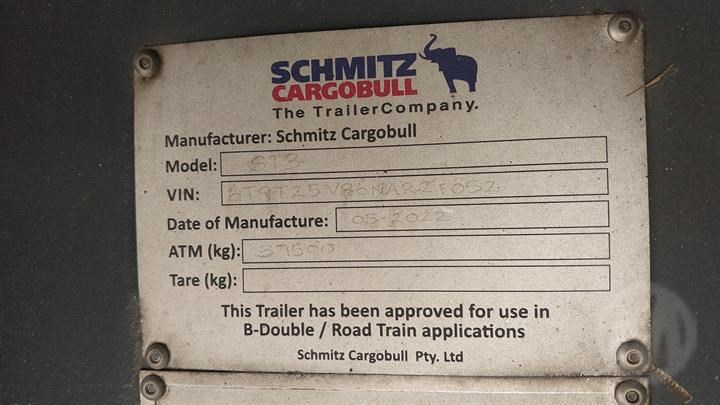 SCHMITZ
CARGOBULL
The TrailerCompany.
Manufacturer: Schmitz Cargobull
Model: ST3
VIN:
Date of Manufacture: 05-2022
ATM (kg): 39500
Tare (kg):
This Trailer has been approved for use in
B-Double / Road Train applications
Schmitz Cargobull Pty. Ltd